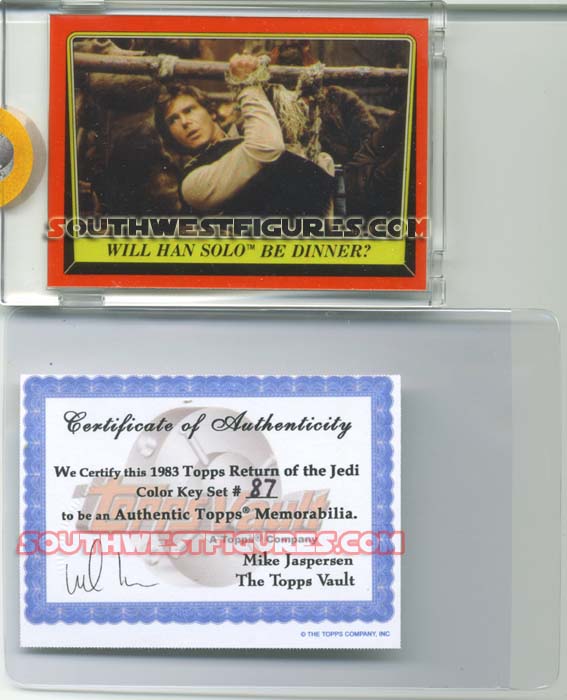 SOUTHWESTFIGURES.COM
WILL HAN SOLO™ BE DINNER?
Certificate of Authenticity
We Certify this 1983 Topps Return of the Jedi
Color Key Set # 87
to be an Authentic Topps® Memorabilia.
Topps Vault
A Topps® Company
SOUTHWESTFIGURES.COM
Mike Jaspersen
The Topps Vault
© THE TOPPS COMPANY, INC